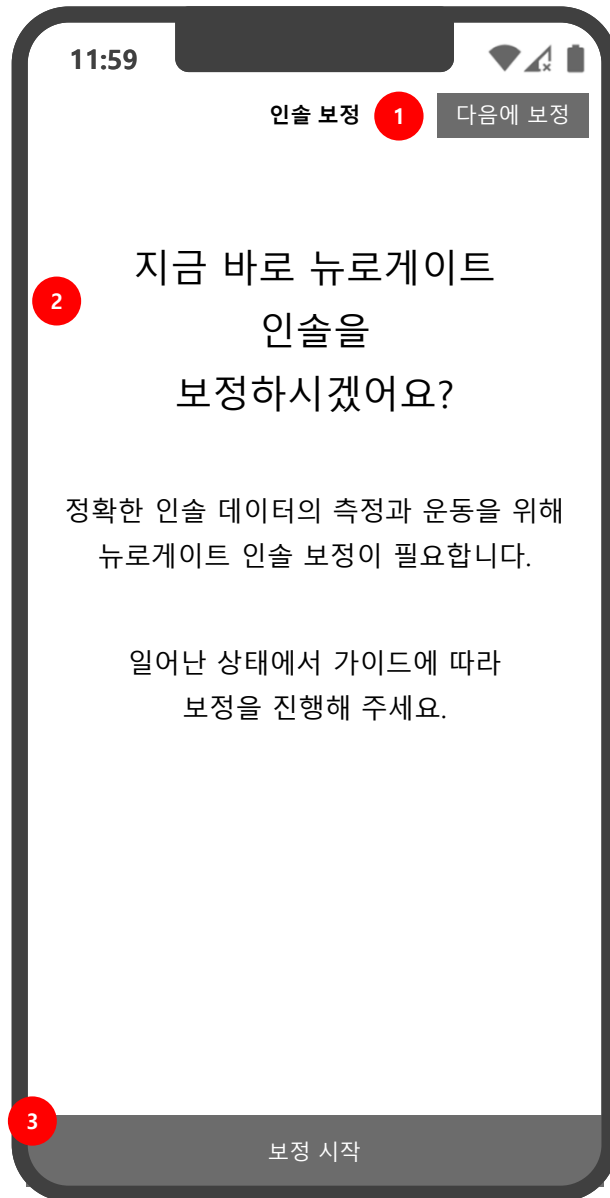 11:59
인솔 보정
1
다음에 보정
2
지금 바로 뉴로게이트
인솔을
보정하시겠어요?
정확한 인솔 데이터의 측정과 운동을 위해
뉴로게이트 인솔 보정이 필요합니다.
일어난 상태에서 가이드에 따라
보정을 진행해 주세요.
3
보정 시작